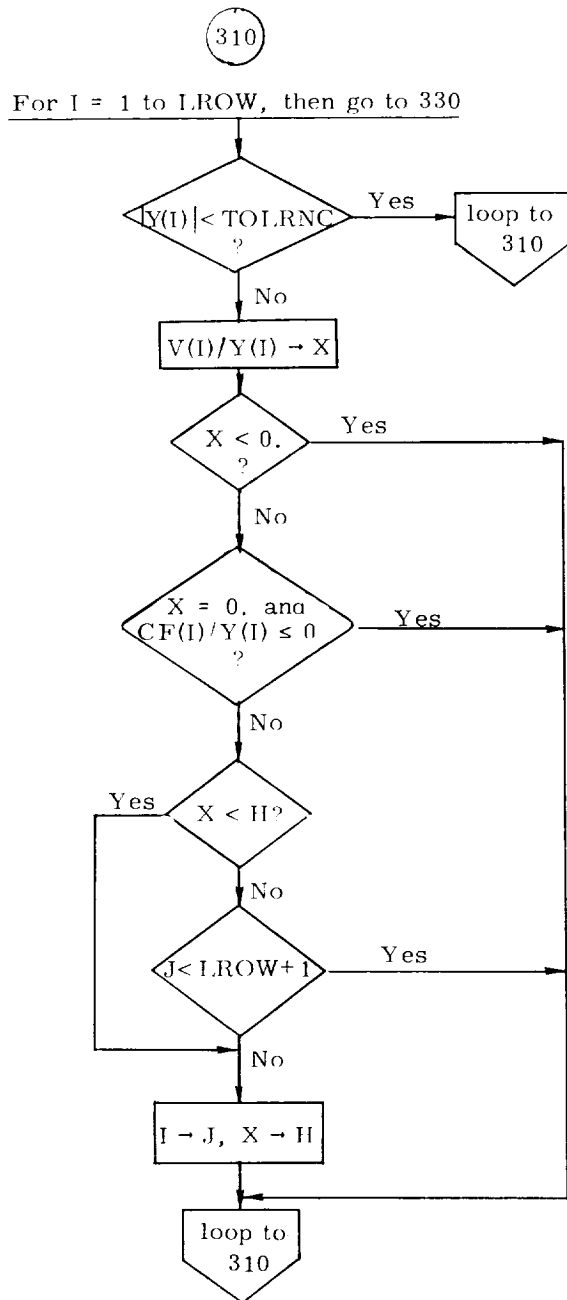 310
For I = 1 to LROW, then go to 330
|Y(I)| < TOLRNC
?
Yes
loop to
310
No
V(I)/Y(I) → X
X < 0.
?
Yes
No
X = 0. and
CF(I)/Y(I) ≤ 0
?
Yes
No
Yes
X < H?
No
J < LROW+1
Yes
No
I → J, X → H
loop to
310